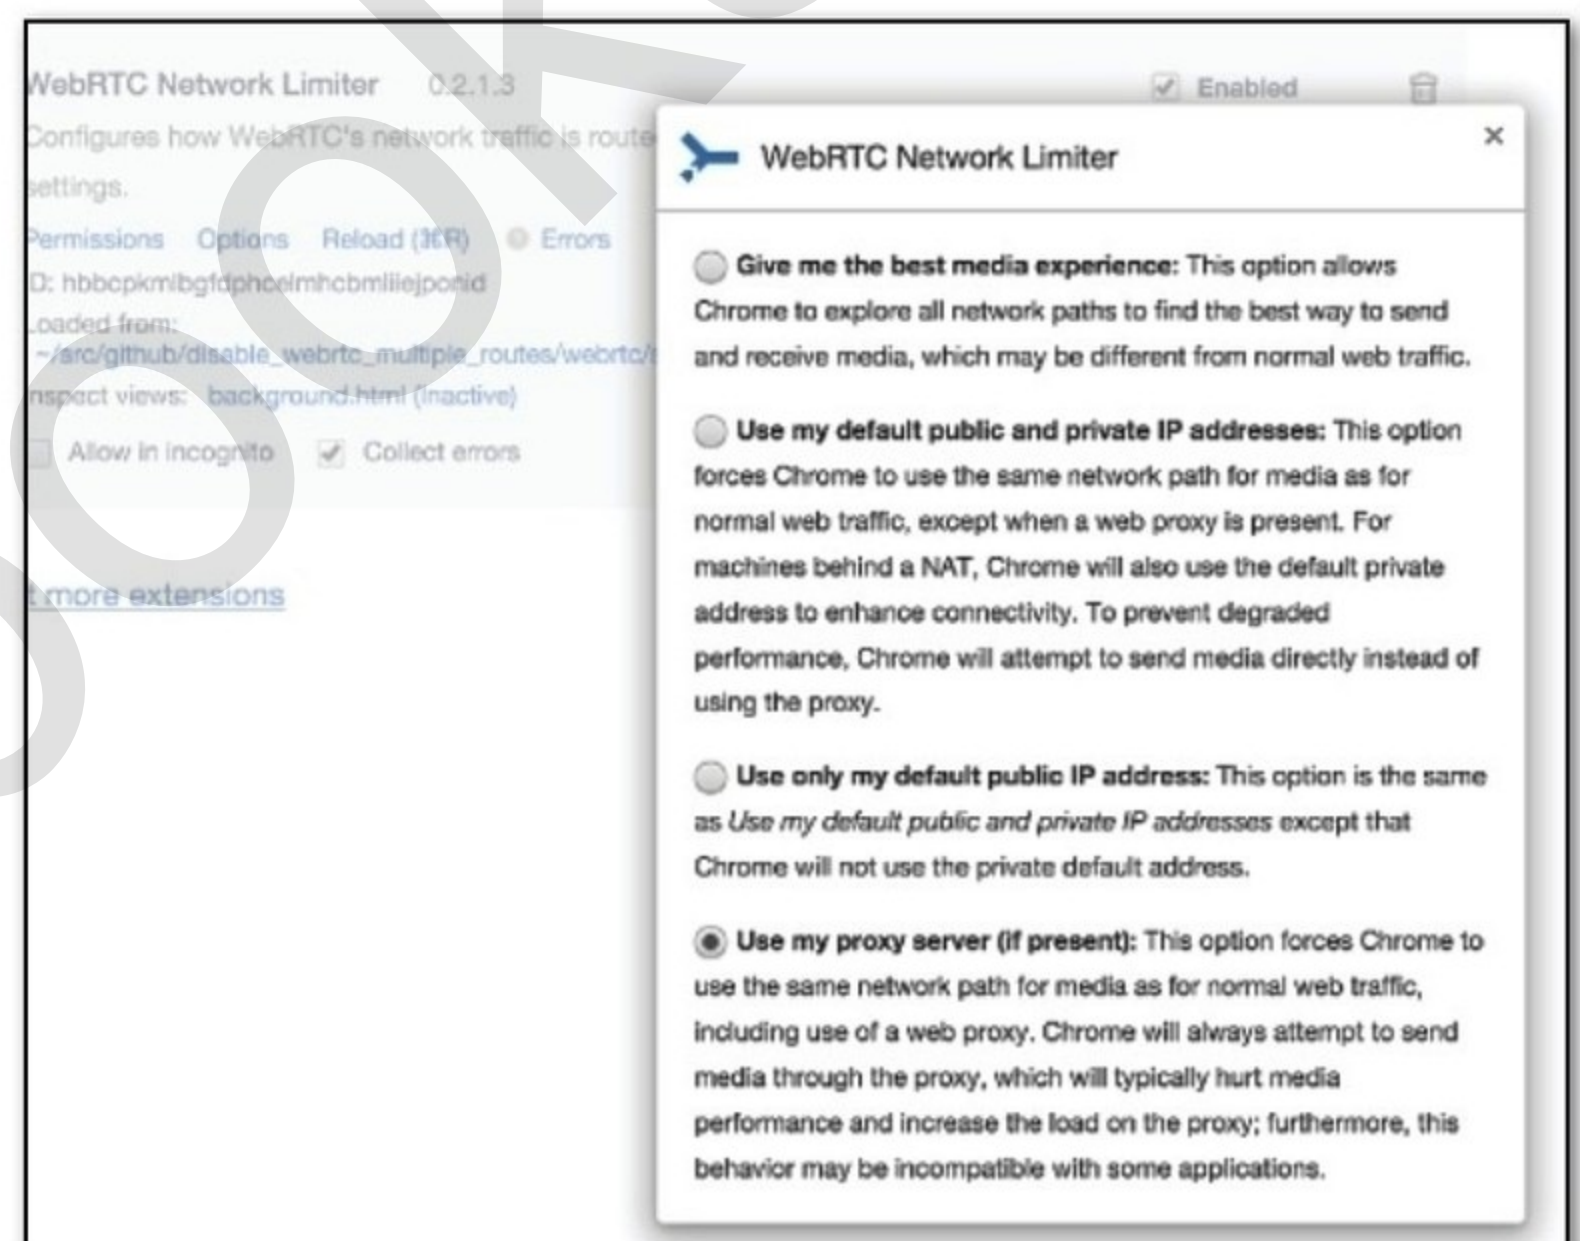 WebRTC Network Limiter 0.2.1.3
Enabled
Configures how WebRTC's network traffic is route
settings.
Permissions Options Reload (⌘R) Errors
D:
Loaded from:
~/src/github/disable_webrtc_multiple_routes/webrtc/
nspect views: background.html (Inactive)
Allow in incognito Collect errors
t more extensions
WebRTC Network Limiter
×
Give me the best media experience: This option allows
Chrome to explore all network paths to find the best way to send
and receive media, which may be different from normal web traffic.
Use my default public and private IP addresses: This option
forces Chrome to use the same network path for media as for
normal web traffic, except when a web proxy is present. For
machines behind a NAT, Chrome will also use the default private
address to enhance connectivity. To prevent degraded
performance, Chrome will attempt to send media directly instead of
using the proxy.
Use only my default public IP address: This option is the same
as Use my default public and private IP addresses except that
Chrome will not use the private default address.
Use my proxy server (if present): This option forces Chrome to
use the same network path for media as for normal web traffic,
including use of a web proxy. Chrome will always attempt to send
media through the proxy, which will typically hurt media
performance and increase the load on the proxy; furthermore, this
behavior may be incompatible with some applications.